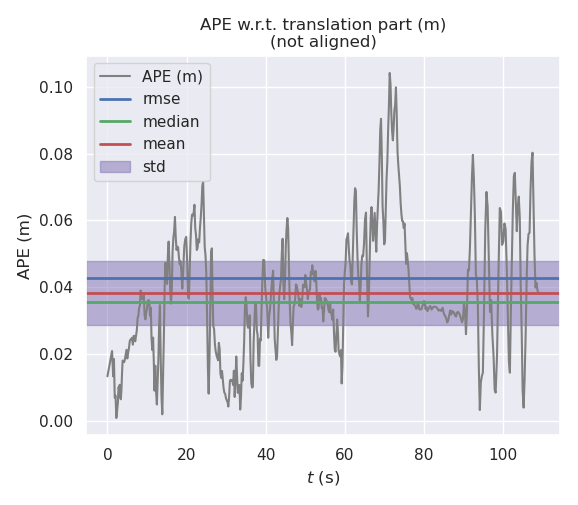 APE w.r.t. translation part (m)
(not aligned)
APE (m)
rmse
median
mean
std
APE (m)
0.10
0.08
0.06
0.04
0.02
0.00
0 20 40 60 80 100
t (s)